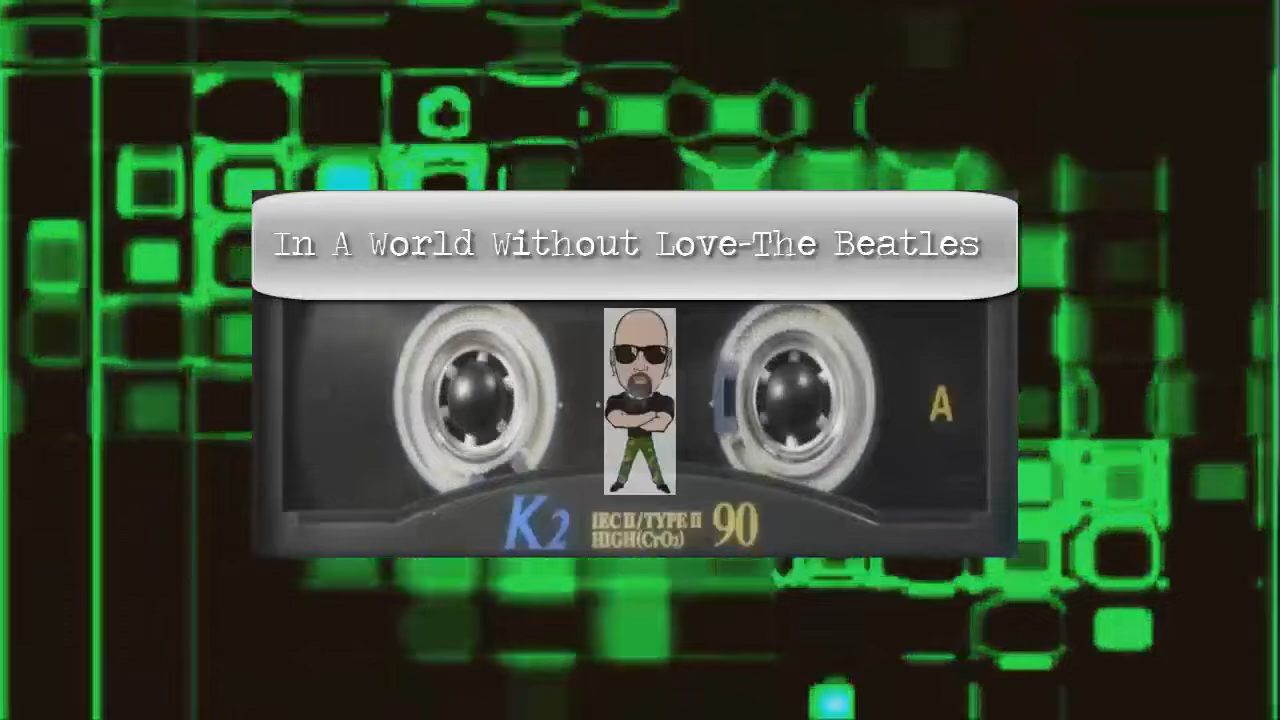 In A World Without Love-The Beatles
A
K2
IEC II/TYPE II
HIGH(CrO₂)
90